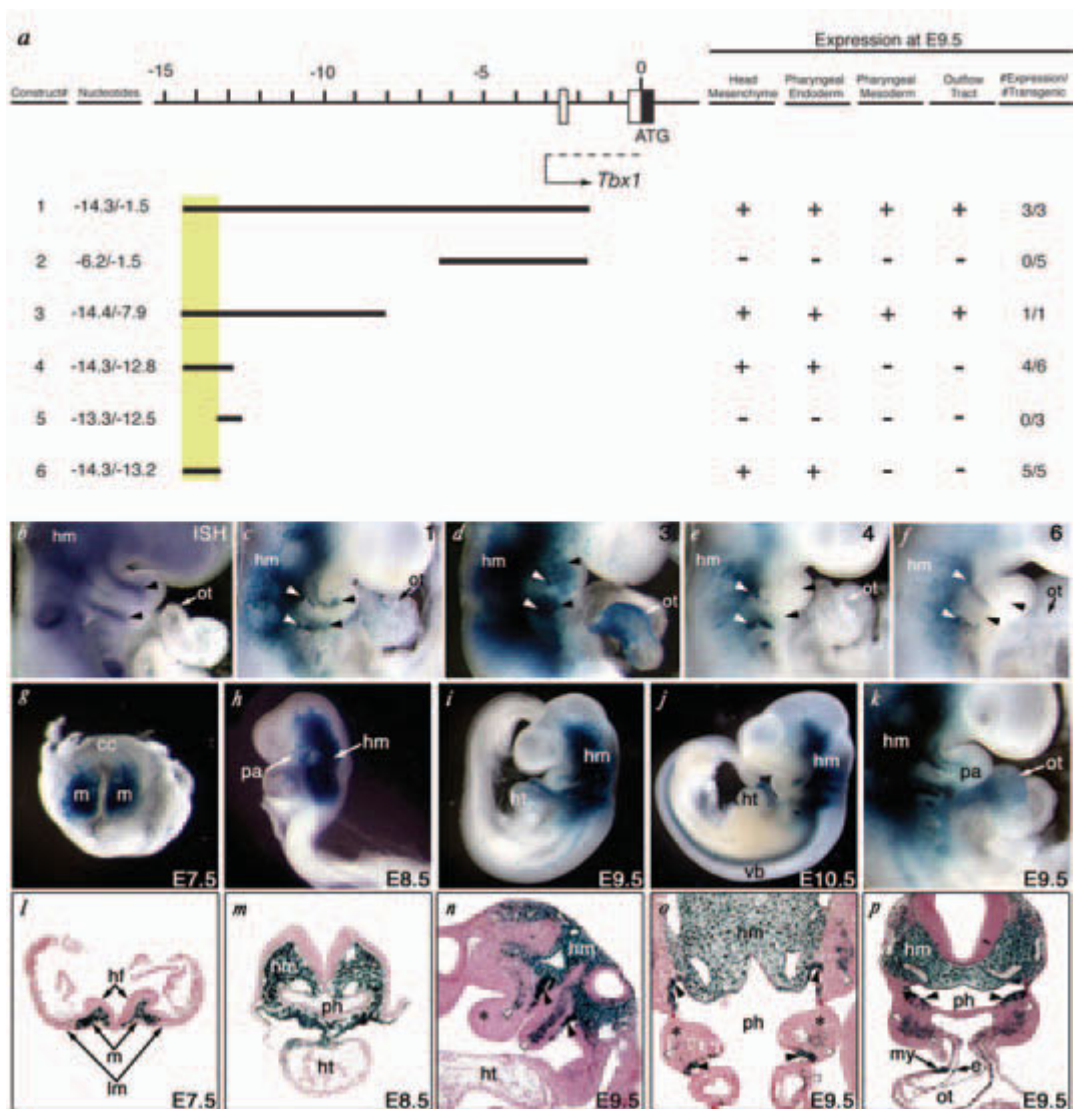 a
Expression at E9.5
-15 -10 -5 0
Construct# Nucleotides Head Mesenchyme Pharyngeal Endoderm Pharyngeal Mesoderm Outflow Tract #Expression/ #Transgenic
ATG
Tbx1
1 -14.3/-1.5 + + + + 3/3
2 -6.2/-1.5 - - - - 0/5
3 -14.4/-7.9 + + + + 1/1
4 -14.3/-12.8 + + - - 4/6
5 -13.3/-12.5 - - - - 0/3
6 -14.3/-13.2 + + - - 5/5
b hm ISH ot
c hm 1 ot
d hm 3 ot
e hm 4 ot
f hm 6 ot
g cc m m E7.5
h pa hm E8.5
i hm ht E9.5
j hm ht vb E10.5
k hm pa ot E9.5
l hf m lm E7.5
m hm ph ht E8.5
n hm * ht E9.5
o hm ph * * E9.5
p hm ph my e ot E9.5